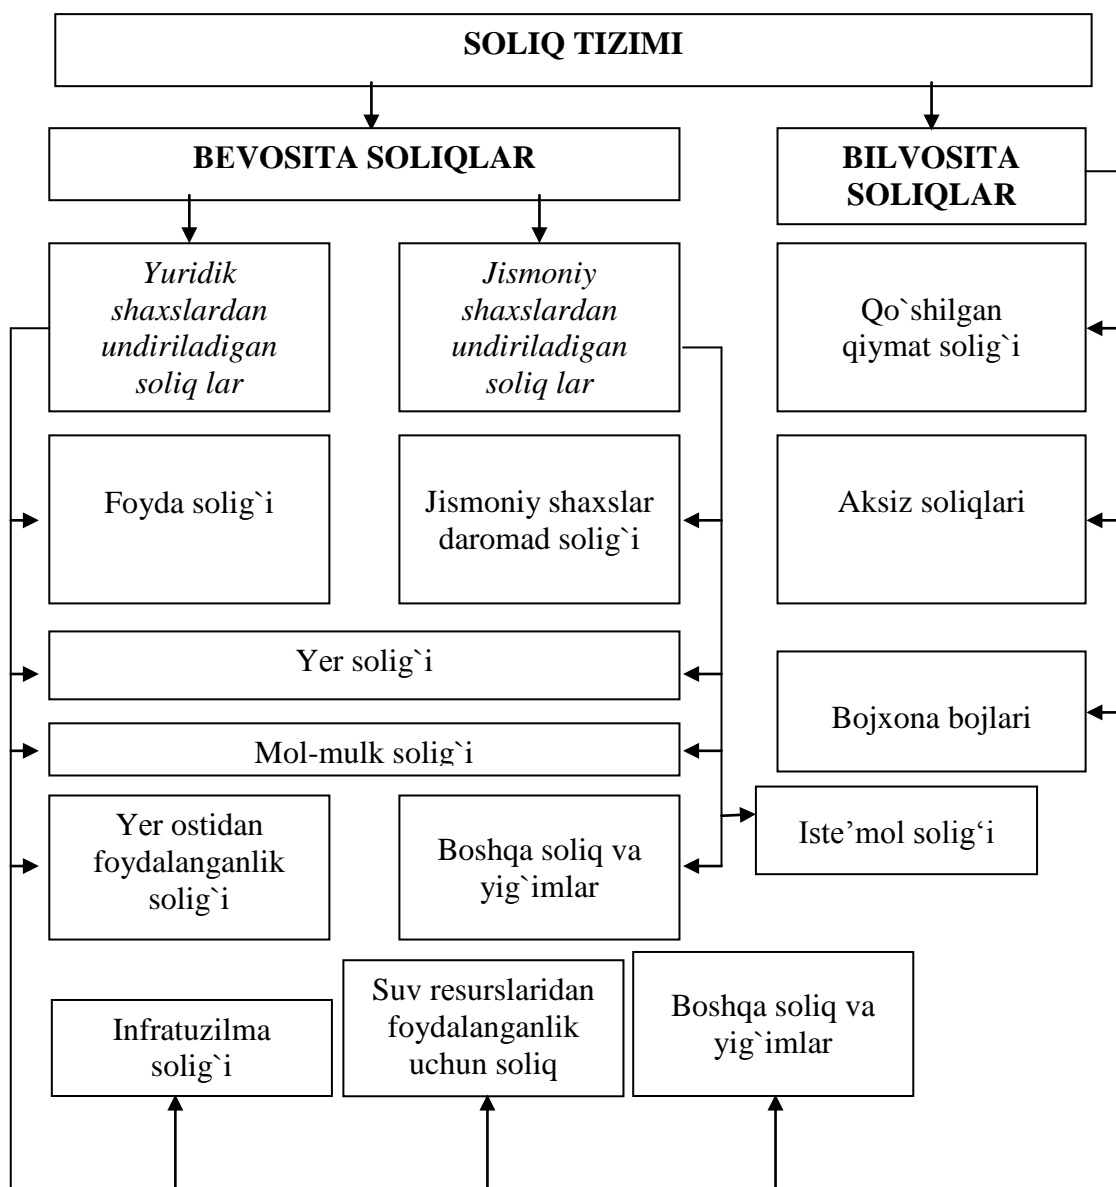 SOLIQ TIZIMI
BEVOSITA SOLIQLAR
BILVOSITA
SOLIQLAR
Yuridik
shaxslardan
undiriladigan
soliq lar
Jismoniy
shaxslardan
undiriladigan
soliq lar
Qo`shilgan
qiymat solig`i
Foyda solig`i
Jismoniy shaxslar
daromad solig`i
Aksiz soliqlari
Yer solig`i
Bojxona bojlari
Mol-mulk solig`i
Yer ostidan
foydalanganlik
solig`i
Boshqa soliq va
yig`imlar
Iste’mol solig‘i
Infratuzilma
solig`i
Suv resurslaridan
foydalanganlik
uchun soliq
Boshqa soliq va
yig`imlar